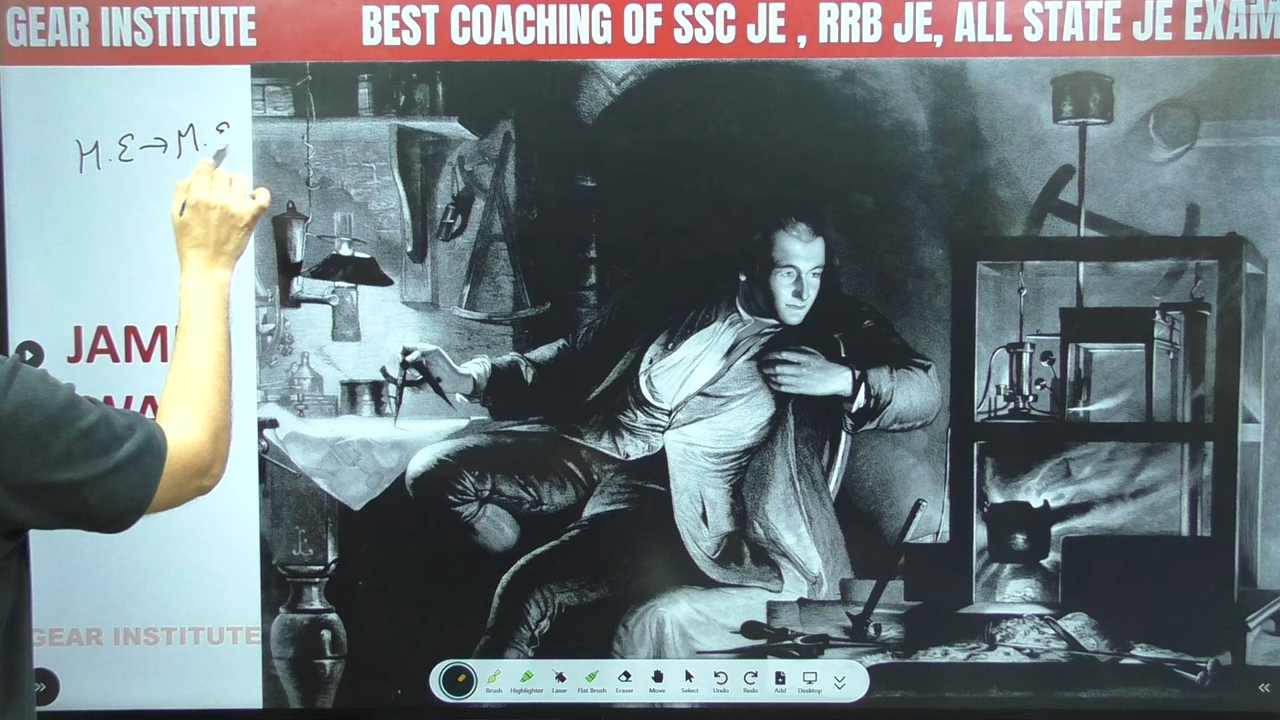 GEAR INSTITUTE
BEST COACHING OF SSC JE , RRB JE, ALL STATE JE EXAM
M.E→M.
JAM
GEAR INSTITUTE
Brush
Highlighter
Laser
Flat Brush
Eraser
Move
Select
Undo
Redo
Add
Desktop